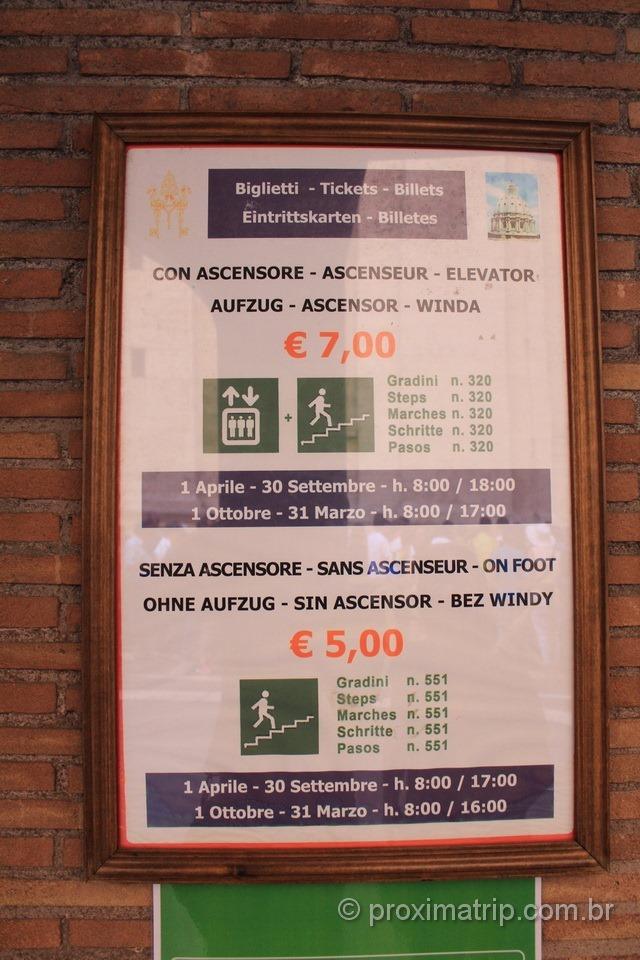 Biglietti - Tickets - Billets
Eintrittskarten - Billetes
CON ASCENSORE - ASCENSEUR - ELEVATOR
AUFZUG - ASCENSOR - WINDA
€ 7,00
+
Gradini n. 320
Steps n. 320
Marches n. 320
Schritte n. 320
Pasos n. 320
1 Aprile - 30 Settembre - h. 8:00 / 18:00
1 Ottobre - 31 Marzo - h. 8:00 / 17:00
SENZA ASCENSORE - SANS ASCENSEUR - ON FOOT
OHNE AUFZUG - SIN ASCENSOR - BEZ WINDY
€ 5,00
Gradini n. 551
Steps n. 551
Marches n. 551
Schritte n. 551
Pasos n. 551
1 Aprile - 30 Settembre - h. 8:00 / 17:00
1 Ottobre - 31 Marzo - h. 8:00 / 16:00
© proximatrip.com.br